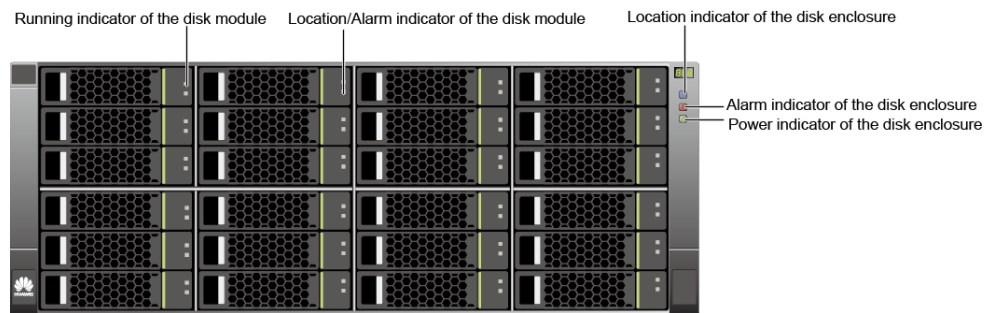 Running indicator of the disk module
Location/Alarm indicator of the disk module
Location indicator of the disk enclosure
Alarm indicator of the disk enclosure
Power indicator of the disk enclosure
HUAWEI